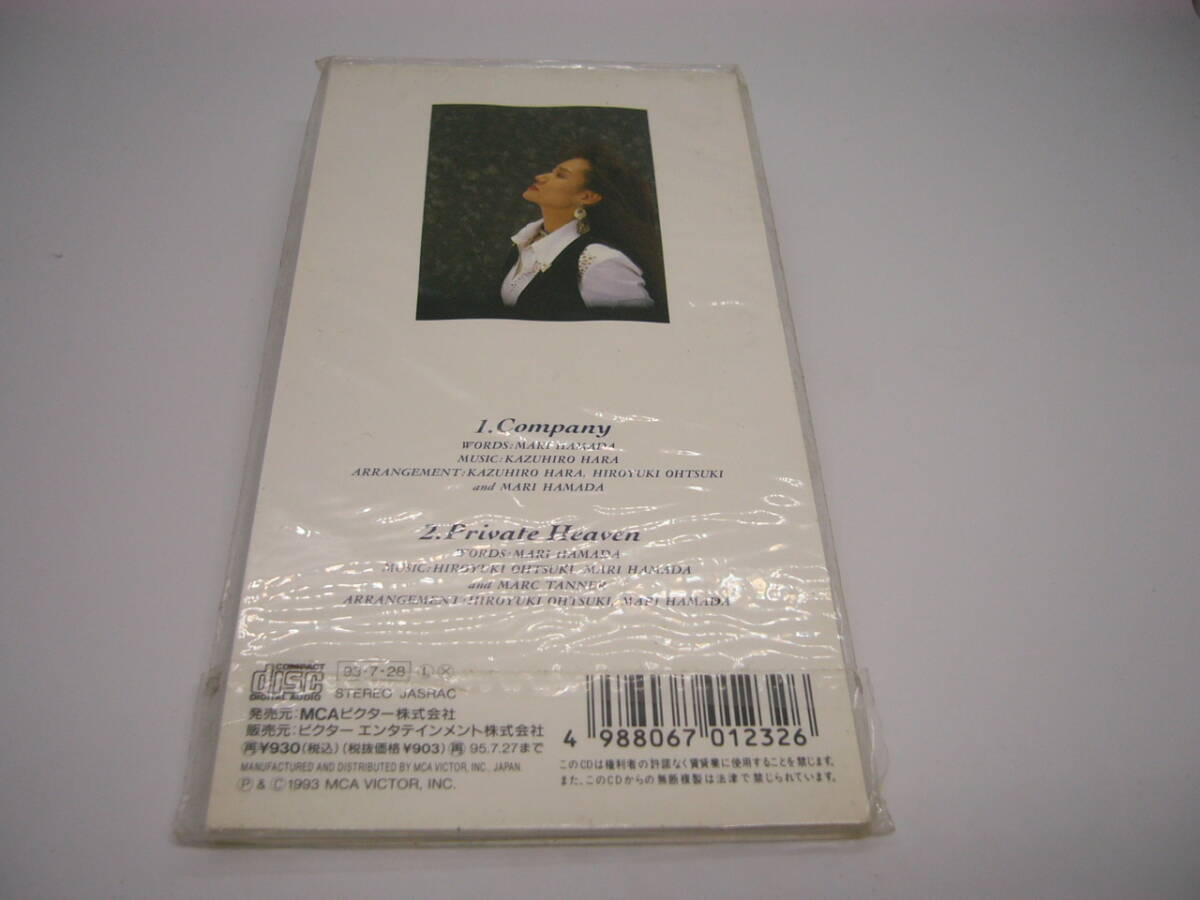 1.Company
WORDS:MARI HAMADA
MUSIC:KAZUHIRO HARA
ARRANGEMENT:KAZUHIRO HARA, HIROYUKI OHTSUKI
and MARI HAMADA
2.Private Heaven
WORDS:MARI HAMADA
MUSIC:HIROYUKI OHTSUKI, MARI HAMADA
and MARC TANNER
ARRANGEMENT:HIROYUKI OHTSUKI, MARI HAMADA
COMPACT
disc
DIGITAL AUDIO
93・7・28 Ⓛ Ⓧ
STEREO JASRAC
発売元:MCAビクター株式会社
販売元:ビクター エンタテインメント株式会社
再¥930(税込)(税抜価格¥903)再95.7.27まで
MANUFACTURED AND DISTRIBUTED BY MCA VICTOR, INC., JAPAN.
Ⓟ & Ⓒ 1993 MCA VICTOR, INC.
4 988067 012326
このCDは権利者の許諾なく賃貸業に使用することを禁じます。
また、このCDからの無断複製は法律で禁じられています。